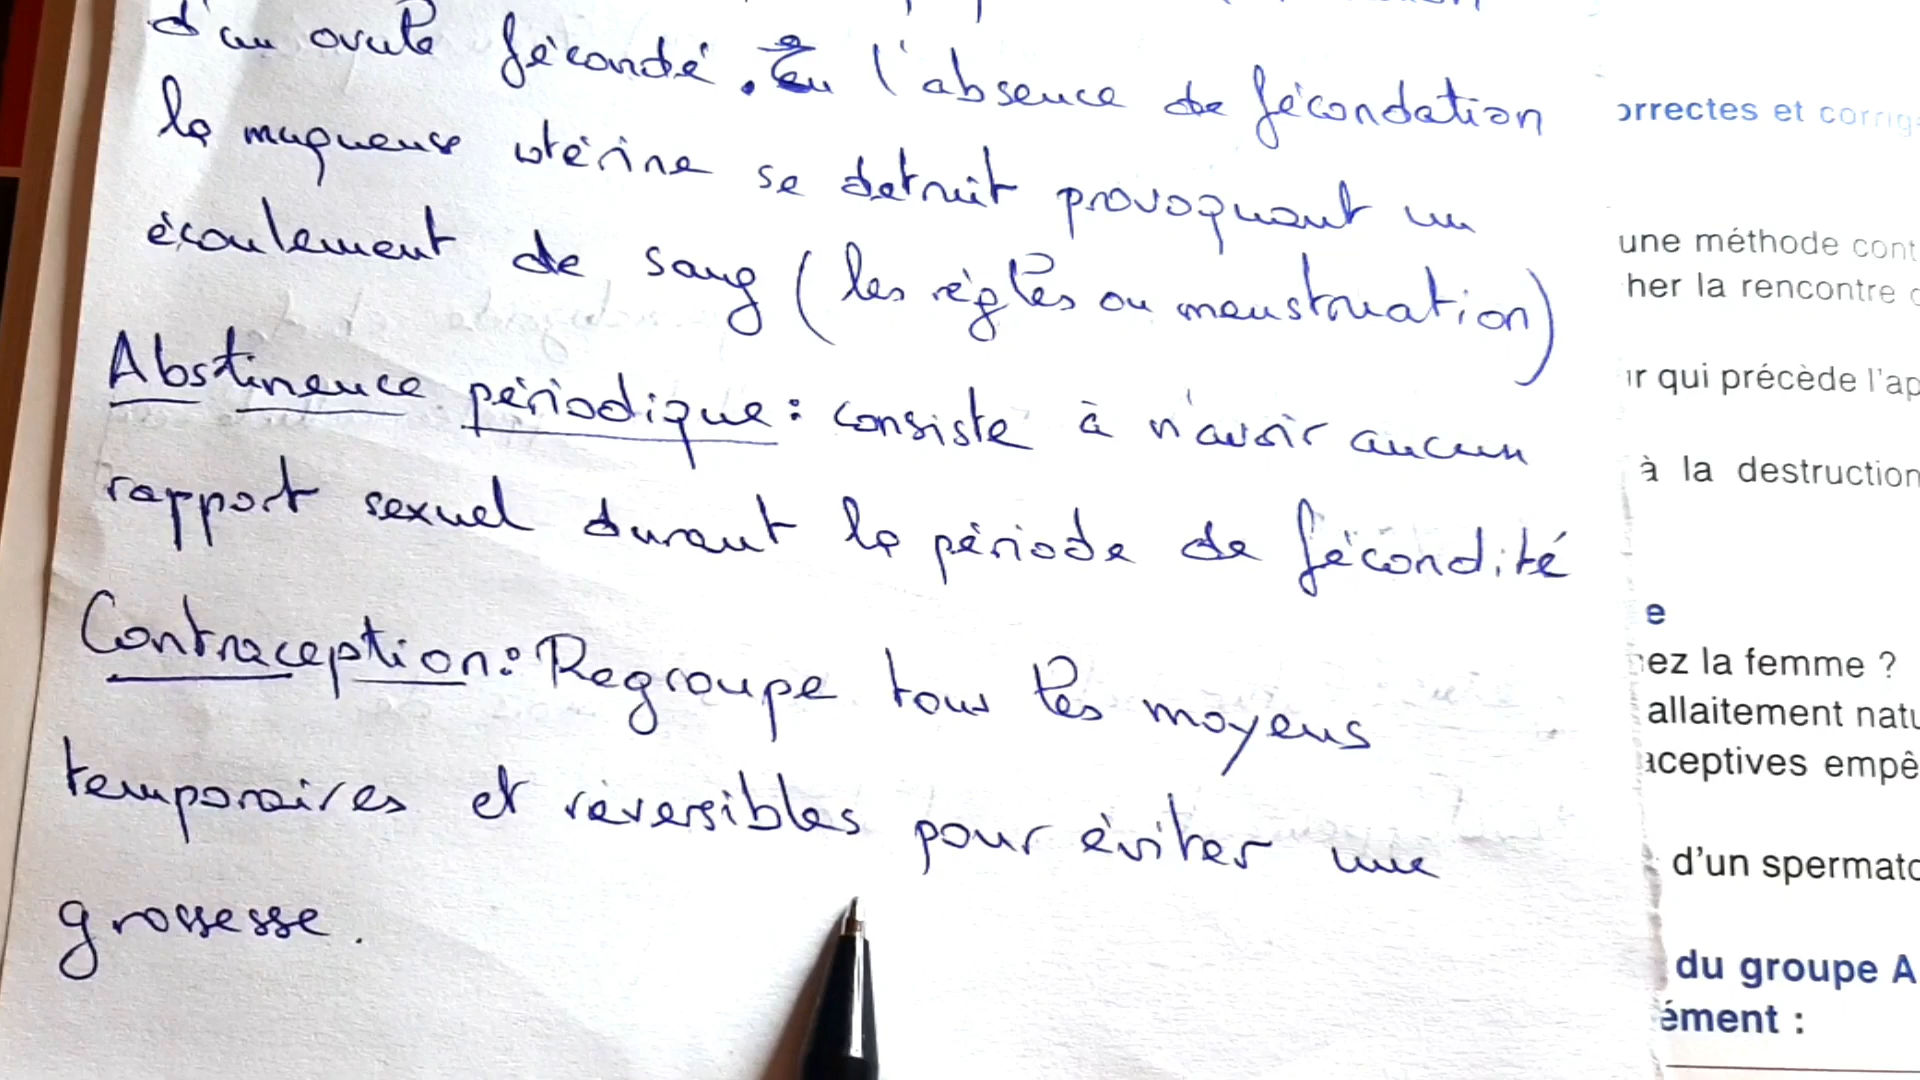 d'un ovule fécondé. En l'absence de fécondation
la muqueuse utérine se detruit provoquant un
écoulement de sang (les règles ou menstruation)
Abstinence périodique : consiste à n'avoir aucun
rapport sexuel durant la période de fécondité
Contraception : Regroupe tous les moyens
temporaires et réversibles pour éviter une
grossesse.
orrectes et corrig
une méthode cont
her la rencontre
ir qui précède l'ap
à la destruction
e
ez la femme ?
allaitement natu
aceptives empê
d'un spermato
du groupe A
ément :